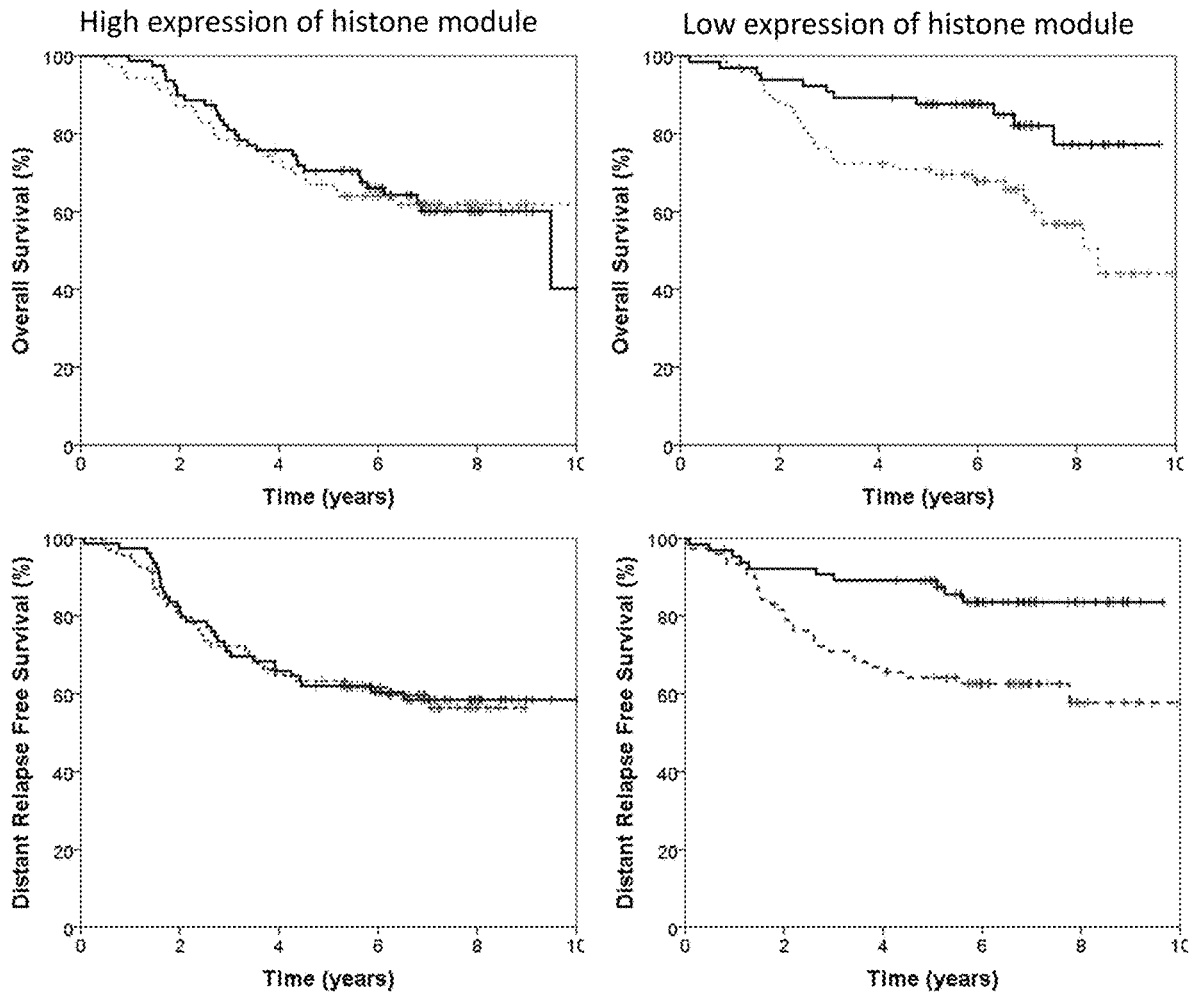 High expression of histone module
Low expression of histone module
Overall Survival (%)
100
80
60
40
20
0
0 2 4 6 8 10
Time (years)
Overall Survival (%)
100
80
60
40
20
0
0 2 4 6 8 10
Time (years)
Distant Relapse Free Survival (%)
100
80
60
40
20
0
0 2 4 6 8 10
Time (years)
Distant Relapse Free Survival (%)
100
80
60
40
20
0
0 2 4 6 8 10
Time (years)